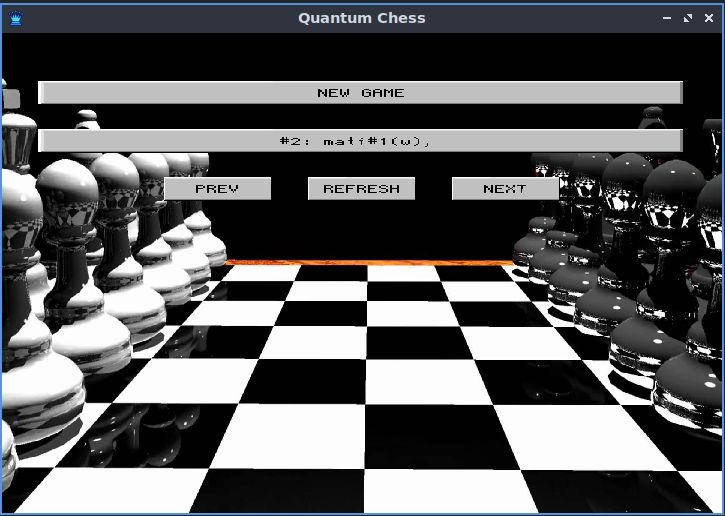 Quantum Chess
NEW GAME
#2: mati#1(w),
PREV REFRESH NEXT